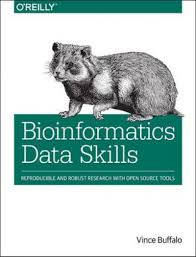 O'REILLY
Bioinformatics
Data Skills
REPRODUCIBLE AND ROBUST RESEARCH WITH OPEN SOURCE TOOLS
Vince Buffalo